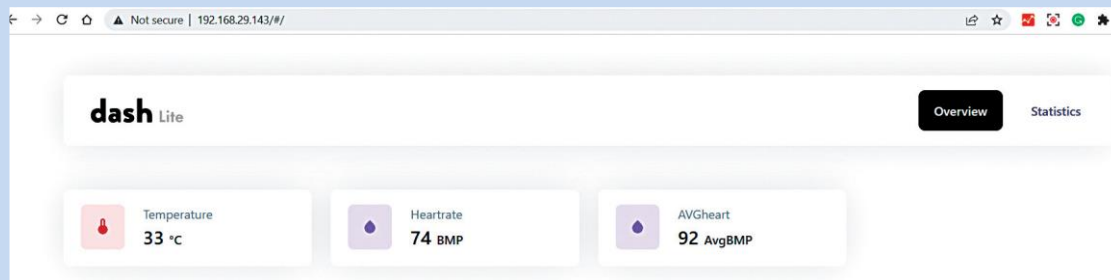 Not secure | 192.168.29.143/#/
dash Lite
Overview
Statistics
Temperature
33 °C
Heartrate
74 BMP
AVGheart
92 AvgBMP